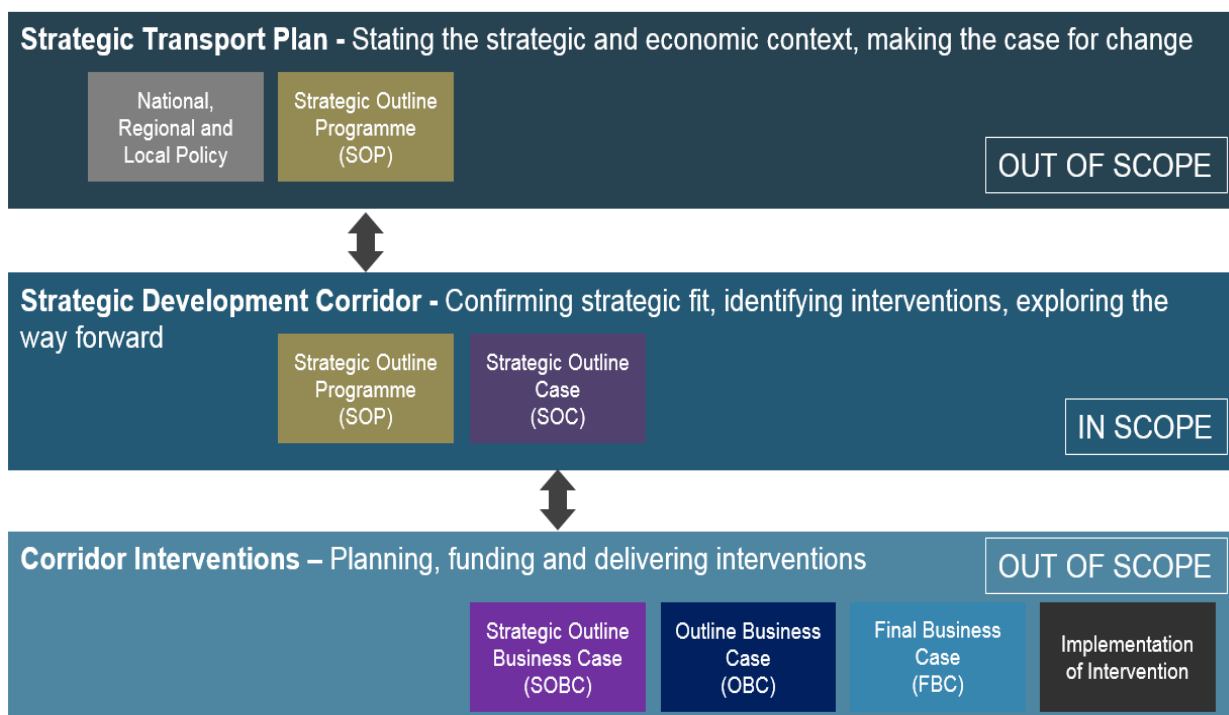 Strategic Transport Plan - Stating the strategic and economic context, making the case for change
National,
Regional and
Local Policy
Strategic Outline
Programme
(SOP)
OUT OF SCOPE
Strategic Development Corridor - Confirming strategic fit, identifying interventions, exploring the
way forward
Strategic Outline
Programme
(SOP)
Strategic Outline
Case
(SOC)
IN SCOPE
Corridor Interventions – Planning, funding and delivering interventions
OUT OF SCOPE
Strategic Outline
Business Case
(SOBC)
Outline Business
Case
(OBC)
Final Business
Case
(FBC)
Implementation
of Intervention